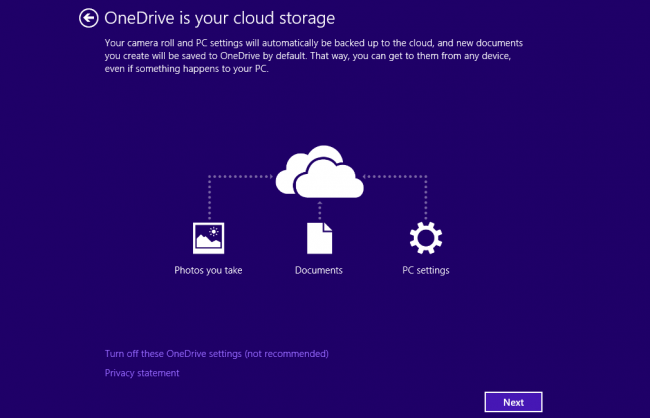 OneDrive is your cloud storage
Your camera roll and PC settings will automatically be backed up to the cloud, and new documents
you create will be saved to OneDrive by default. That way, you can get to them from any device,
even if something happens to your PC.
Photos you take
Documents
PC settings
Turn off these OneDrive settings (not recommended)
Privacy statement
Next